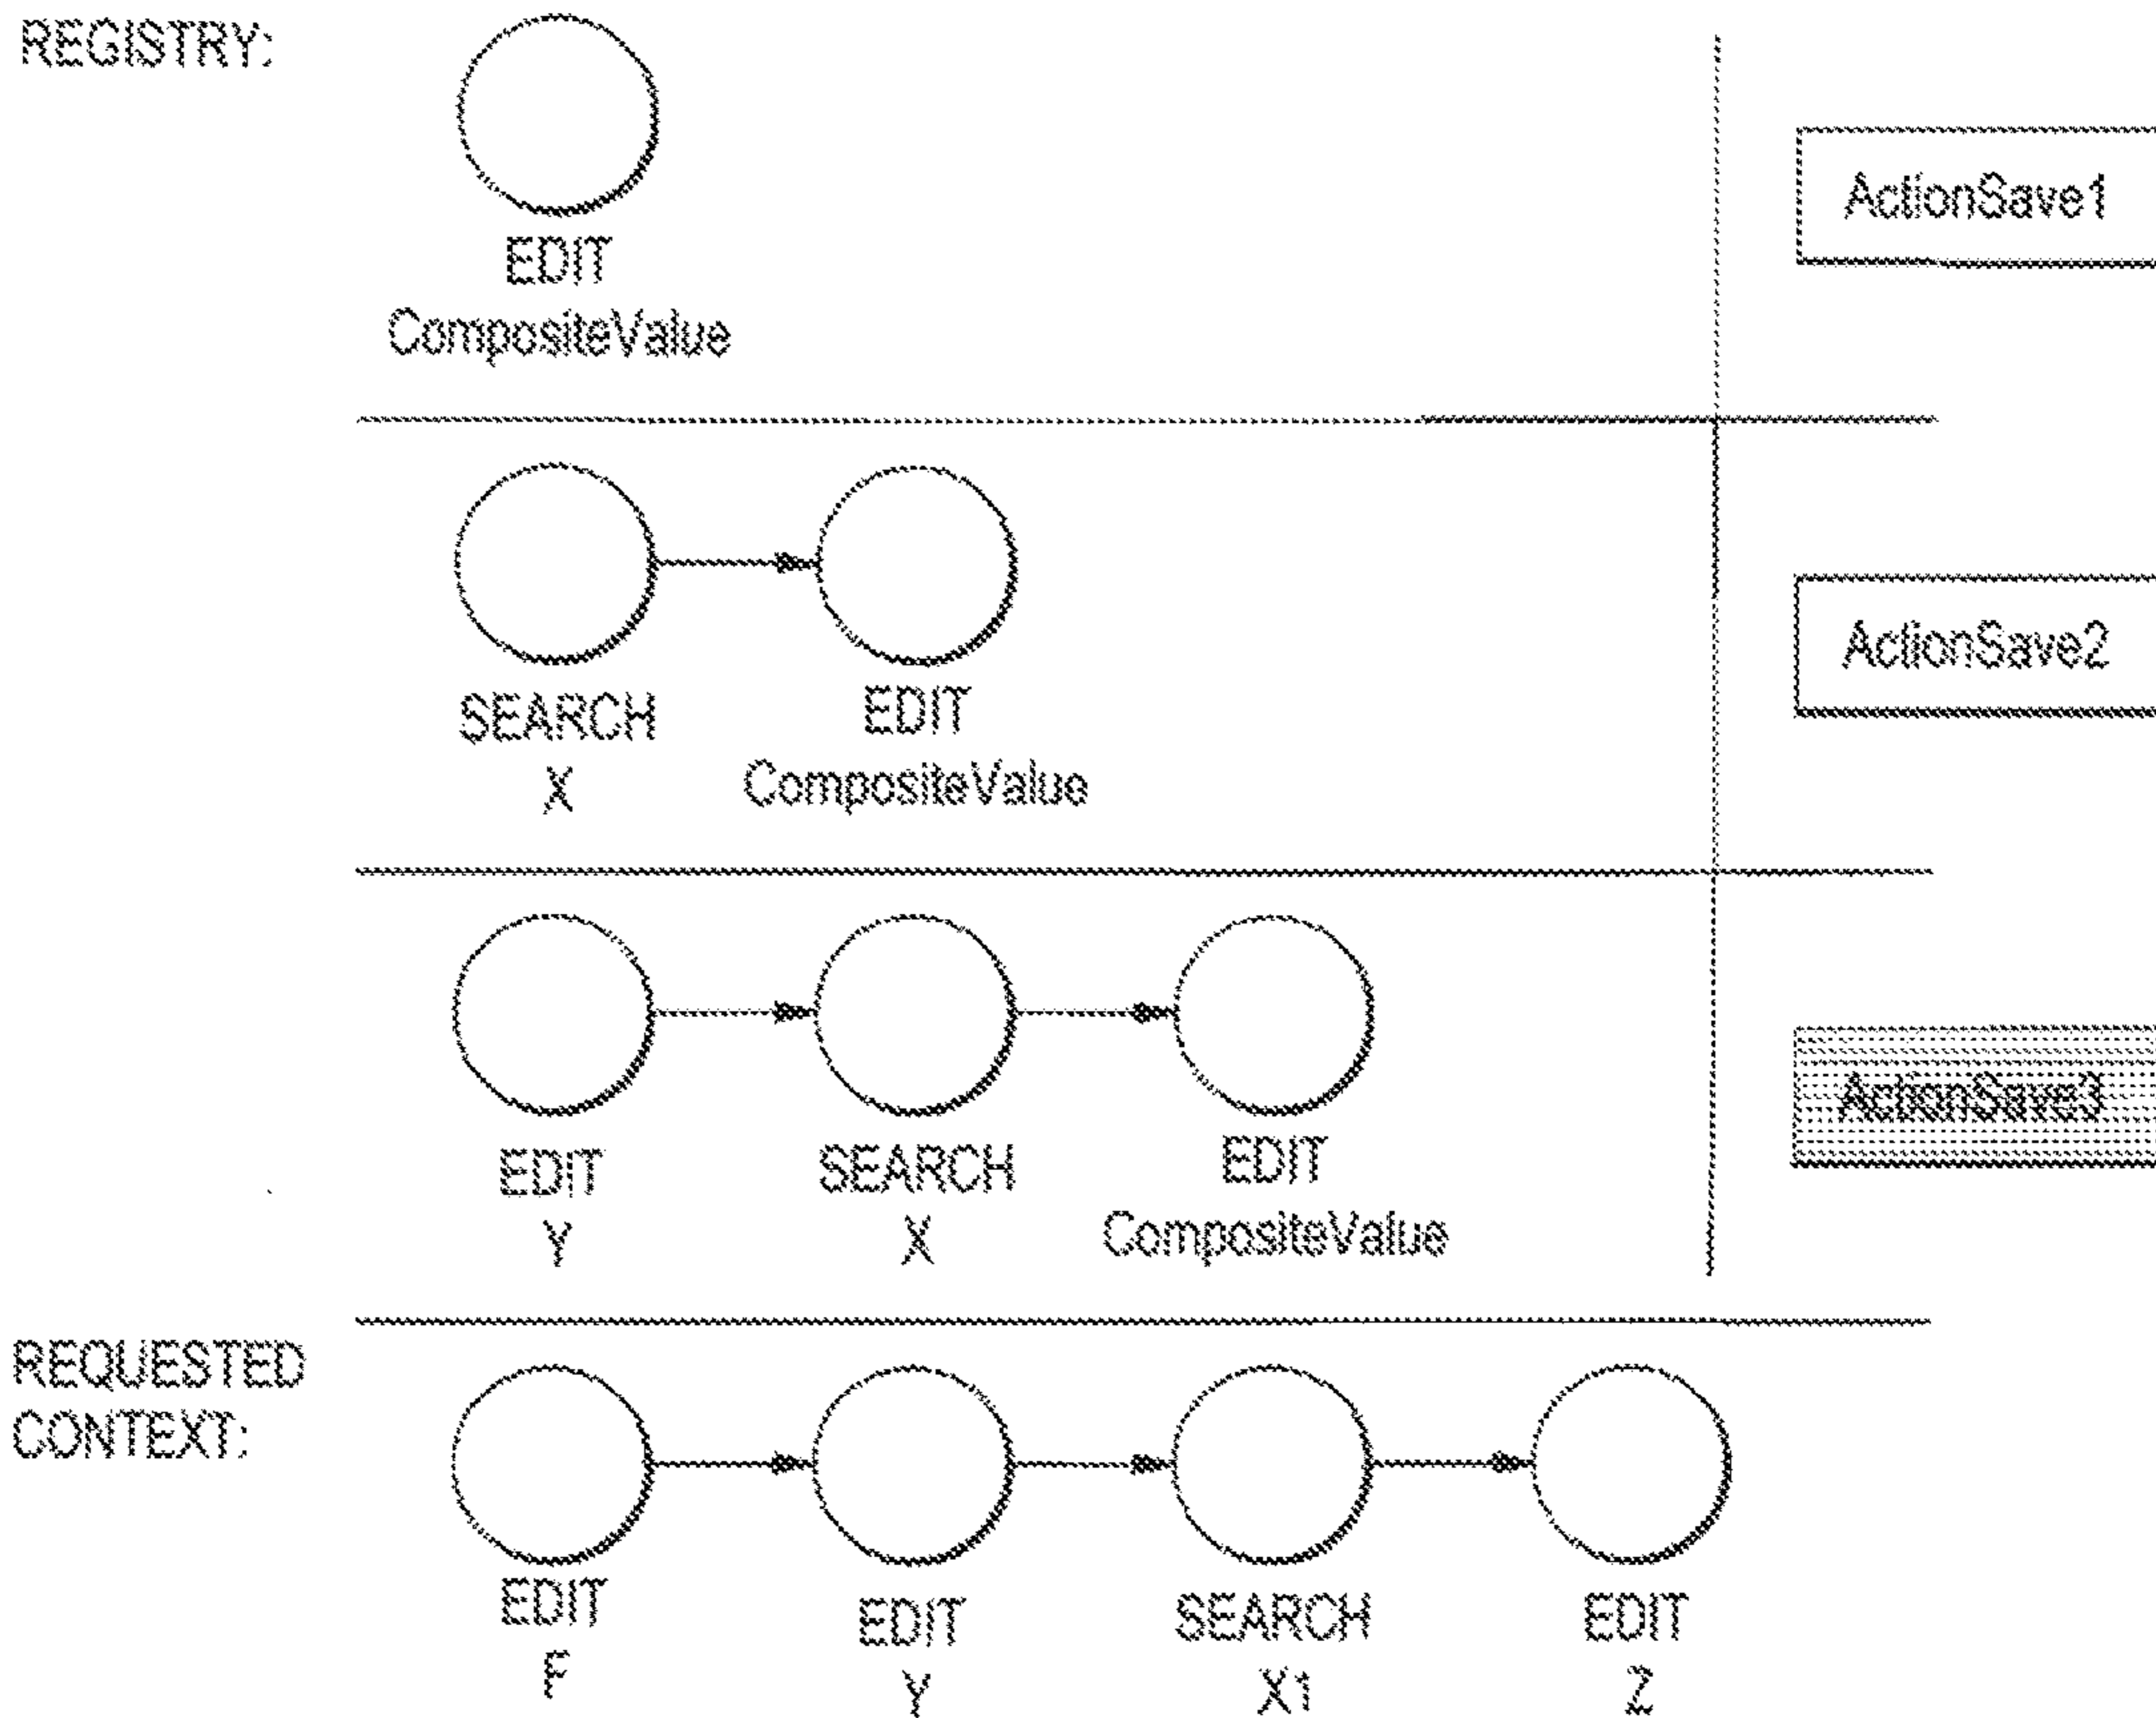 REGISTRY:
EDIT
CompositeValue
ActionSave1
SEARCH EDIT
X CompositeValue
ActionSave2
EDIT SEARCH EDIT
Y X CompositeValue
ActionSave3
REQUESTED
CONTEXT:
EDIT EDIT SEARCH EDIT
F Y X1 Z